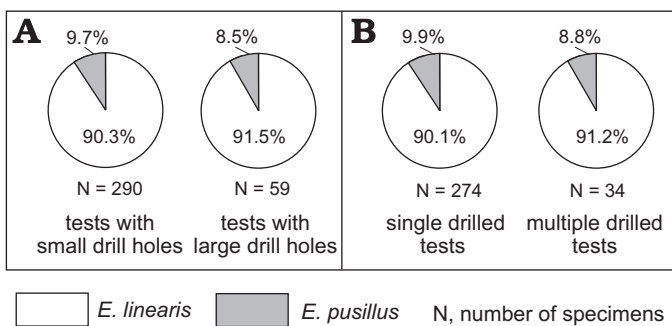 A
9.7%
90.3%
N = 290
tests with
small drill holes
8.5%
91.5%
N = 59
tests with
large drill holes
B
9.9%
90.1%
N = 274
single drilled
tests
8.8%
91.2%
N = 34
multiple drilled
tests
E. linearis
E. pusillus
N, number of specimens